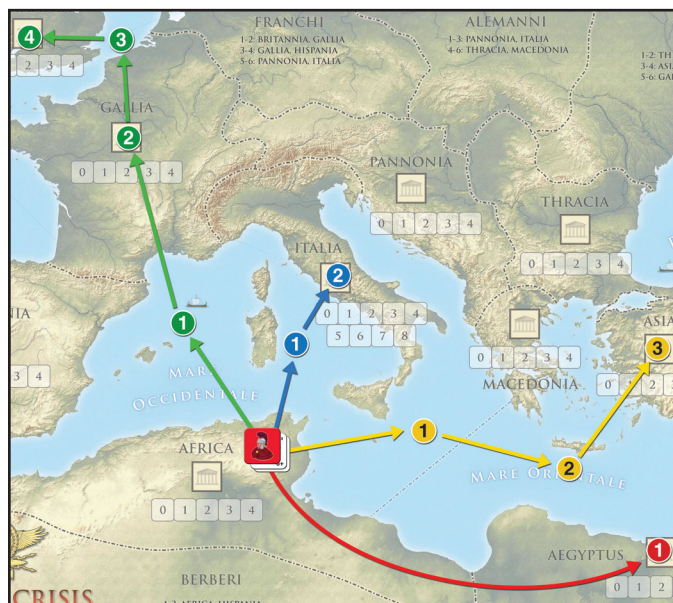 FRANCHI
1-2: BRITANNIA, GALLIA
3-4: GALLIA, HISPANIA
5-6: PANNONIA, ITALIA
ALEMANNI
1-3: PANNONIA, ITALIA
4-6: THRACIA, MACEDONIA
1-2: TH
3-4: ASI
5-6: GA
4
3
2 3 4
GALLIA
2
0 1 2 3 4
PANNONIA
0 1 2 3 4
THRACIA
0 1 2 3 4
ITALIA
2
0 1 2 3 4
5 6 7 8
1
1
NIA
3 4
MARE
OCCIDENTALE
ASIA
3
0 1 2 3
0 1 2 3 4
MACEDONIA
AFRICA
0 1 2 3 4
1
2
MARE ORIENTALE
AEGYPTUS
1
0 1 2
CRISIS
BERBERI
1-2: AFRICA, HISPANIA